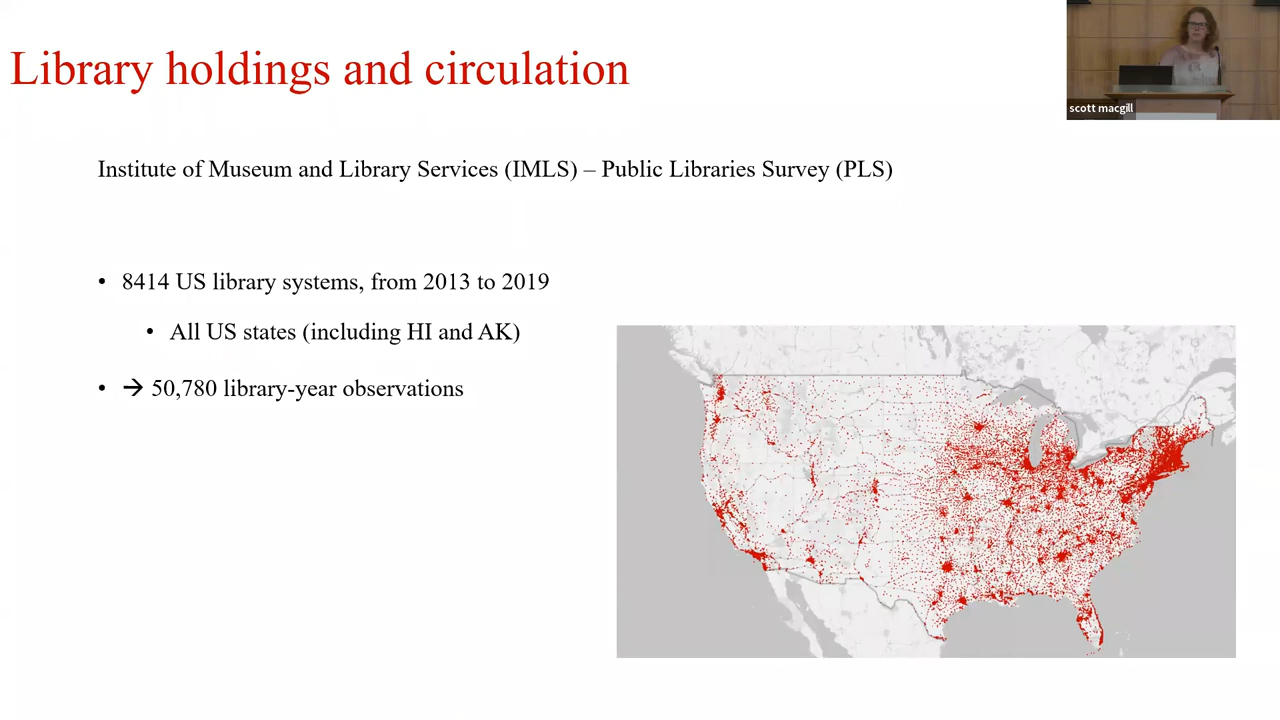 Library holdings and circulation
scott macgill
Institute of Museum and Library Services (IMLS) – Public Libraries Survey (PLS)
• 8414 US library systems, from 2013 to 2019
• All US states (including HI and AK)
• → 50,780 library-year observations